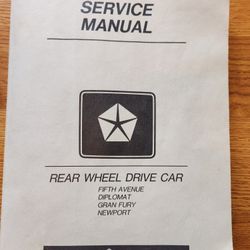 SERVICE
MANUAL
REAR WHEEL DRIVE CAR
FIFTH AVENUE
DIPLOMAT
GRAN FURY
NEWPORT